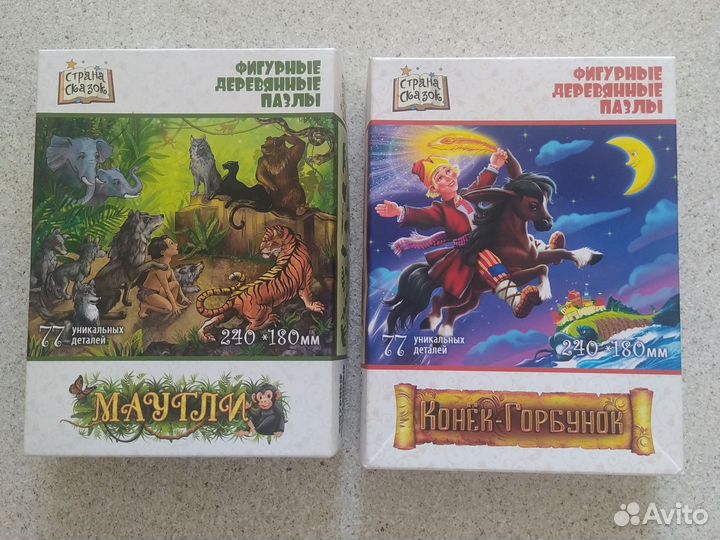 СТРАНА
СКАЗОК
ФИГУРНЫЕ
ДЕРЕВЯННЫЕ
ПАЗЛЫ
77 уникальных
деталей
240*180мм
МАУГЛИ
СТРАНА
СКАЗОК
ФИГУРНЫЕ
ДЕРЕВЯННЫЕ
ПАЗЛЫ
77 уникальных
деталей
240*180мм
КОНЁК-ГОРБУНОК
Avito